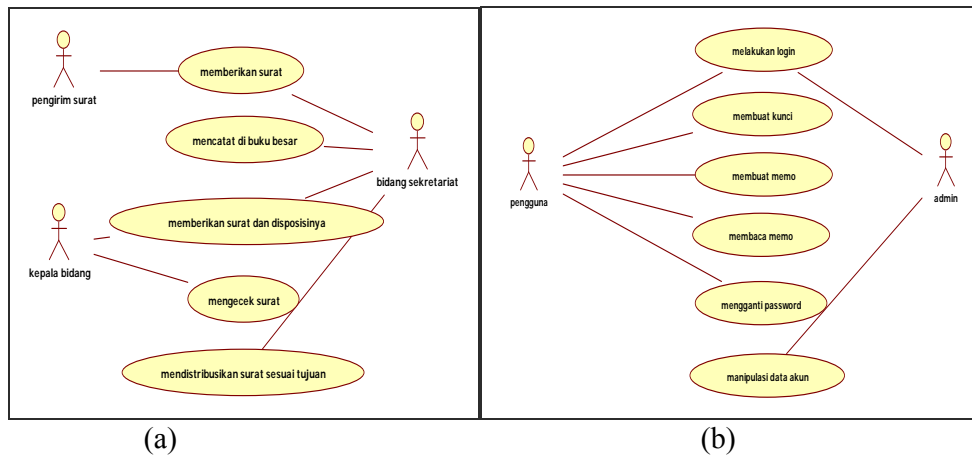 memberikan surat
pengirim surat
mencatat di buku besar
bidang sekretariat
memberikan surat dan disposisinya
kepala bidang
mengecek surat
mendistribusikan surat sesuai tujuan
(a)
melakukan login
membuat kunci
membuat memo
pengguna
admin
membaca memo
mengganti password
manipulasi data akun
(b)